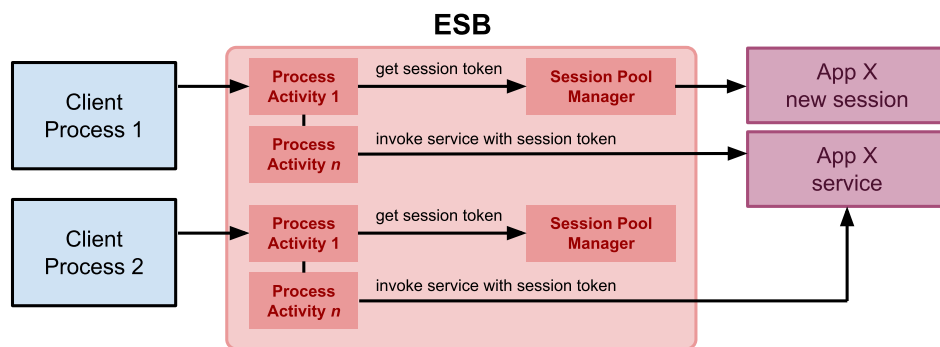 ESB
Client
Process 1
Process
Activity 1
get session token
Session Pool
Manager
App X
new session
Process
Activity n
invoke service with session token
App X
service
Client
Process 2
Process
Activity 1
get session token
Session Pool
Manager
Process
Activity n
invoke service with session token